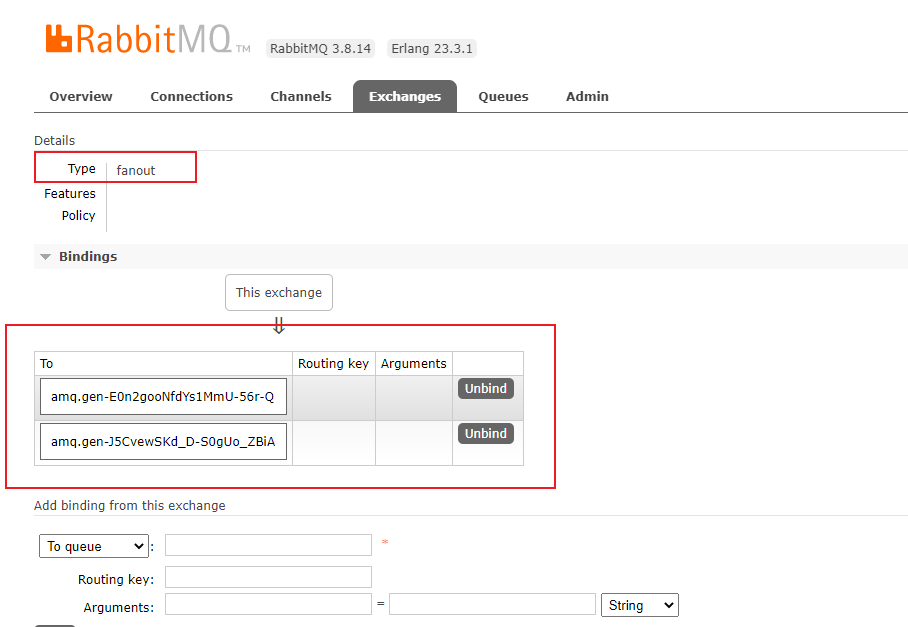 RabbitMQ TM RabbitMQ 3.8.14 Erlang 23.3.1
Overview Connections Channels Exchanges Queues Admin
Details
Type fanout
Features
Policy
Bindings
This exchange
⇓
To Routing key Arguments
amq.gen-E0n2gooNfdYs1MmU-56r-Q Unbind
amq.gen-J5CvewSKd_D-S0gUo_ZBiA Unbind
Add binding from this exchange
To queue : *
Routing key:
Arguments: = String